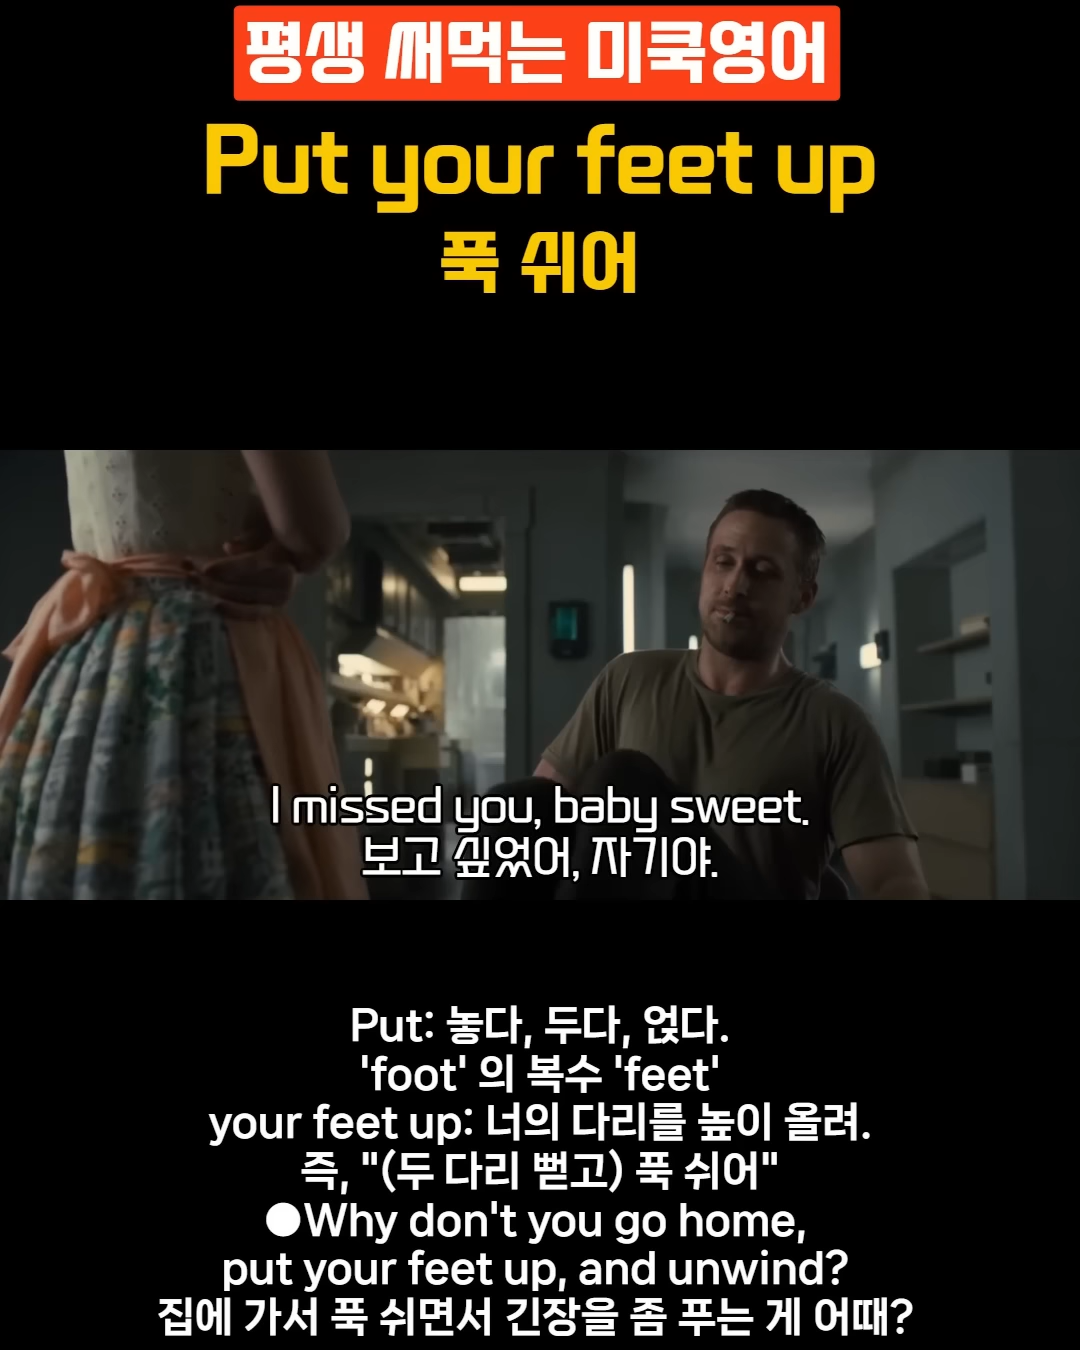 평생 써먹는 미쿡영어
Put your feet up
푹 쉬어
I missed you, baby sweet.
보고 싶었어, 자기야.
Put: 놓다, 두다, 얹다.
'foot' 의 복수 'feet'
your feet up: 너의 다리를 높이 올려.
즉, "(두 다리 뻗고) 푹 쉬어"
●Why don't you go home,
put your feet up, and unwind?
집에 가서 푹 쉬면서 긴장을 좀 푸는 게 어때?